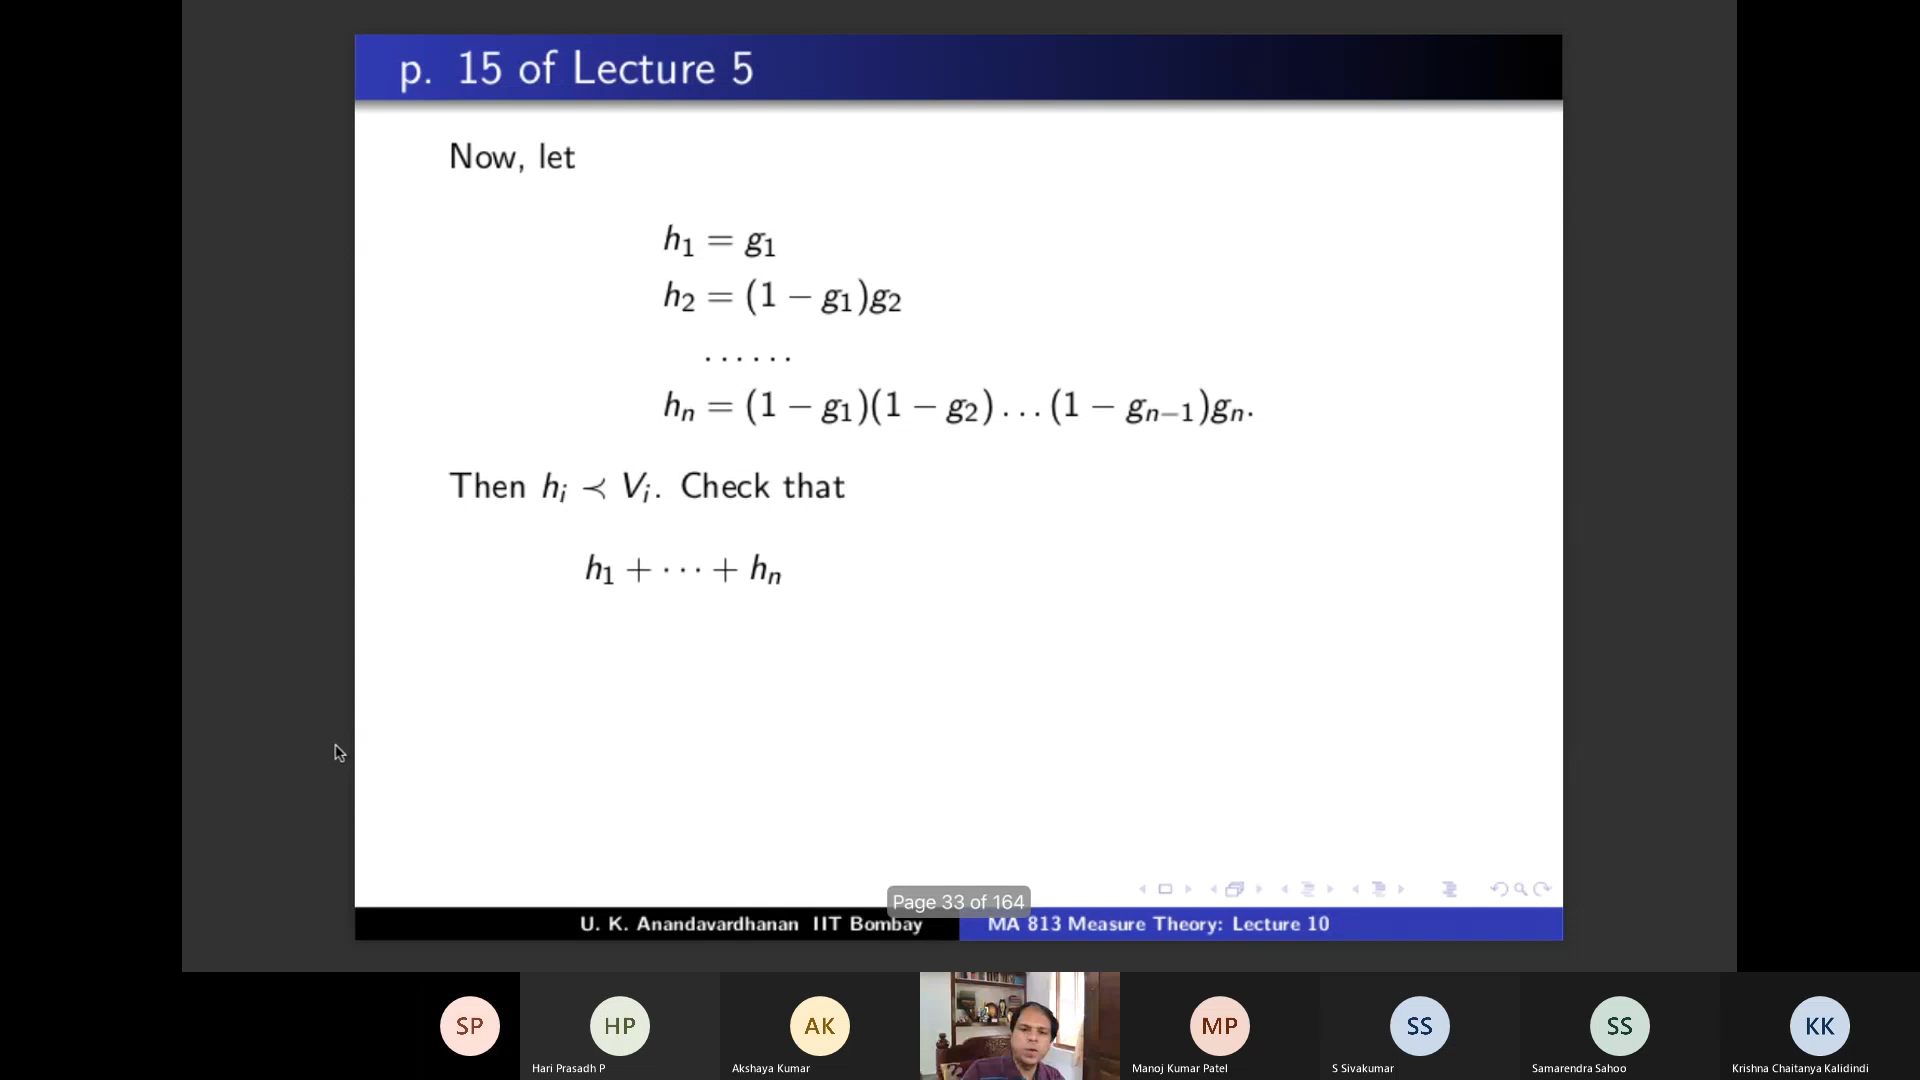 p. 15 of Lecture 5
Now, let
h₁ = g₁
h₂ = (1 − g₁)g₂
......
hₙ = (1 − g₁)(1 − g₂)...(1 − gₙ₋₁)gₙ.
Then hᵢ ≺ Vᵢ. Check that
h₁ + ··· + hₙ
Page 33 of 164
U. K. Anandavardhanan IIT Bombay
MA 813 Measure Theory: Lecture 10
SP
HP
AK
MP
SS
SS
KK
Hari Prasadh P
Akshaya Kumar
Manoj Kumar Patel
S Sivakumar
Samarendra Sahoo
Krishna Chaitanya Kalidindi